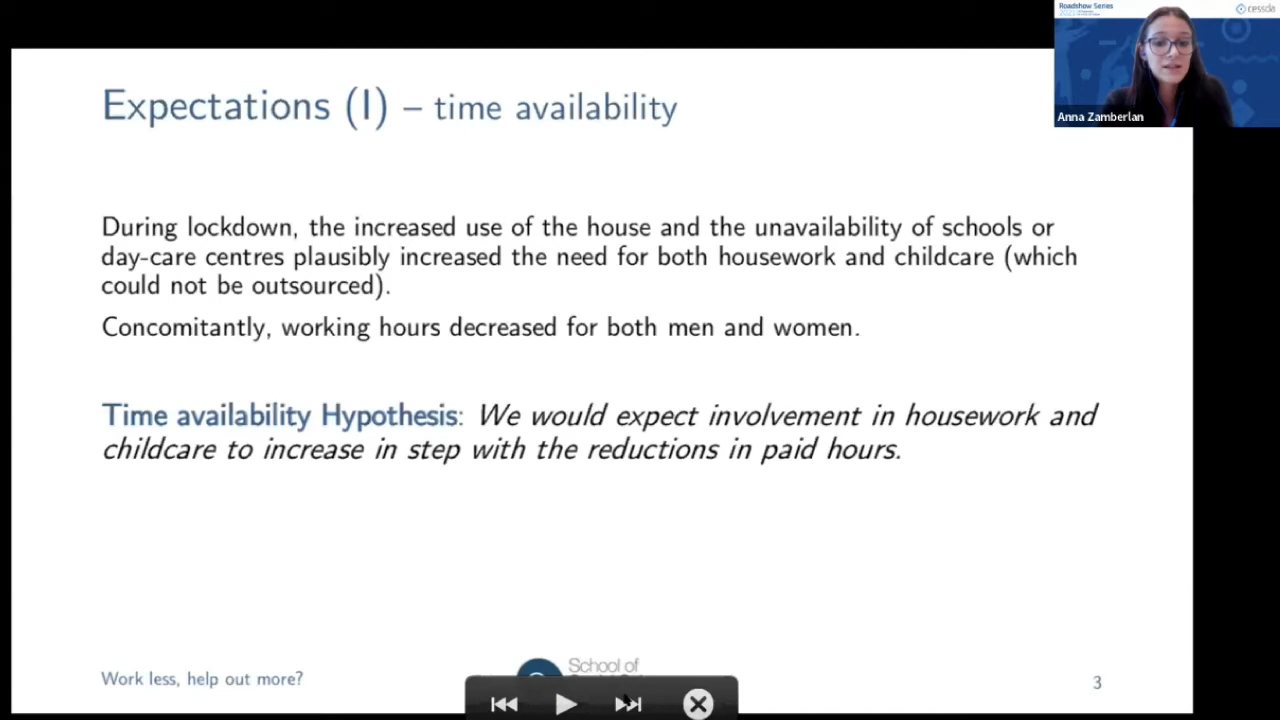 Roadshow Series
cessda
Anna Zamberlan
Expectations (I) – time availability
During lockdown, the increased use of the house and the unavailability of schools or
day-care centres plausibly increased the need for both housework and childcare (which
could not be outsourced).
Concomitantly, working hours decreased for both men and women.
Time availability Hypothesis: We would expect involvement in housework and
childcare to increase in step with the reductions in paid hours.
Work less, help out more?
School of
3